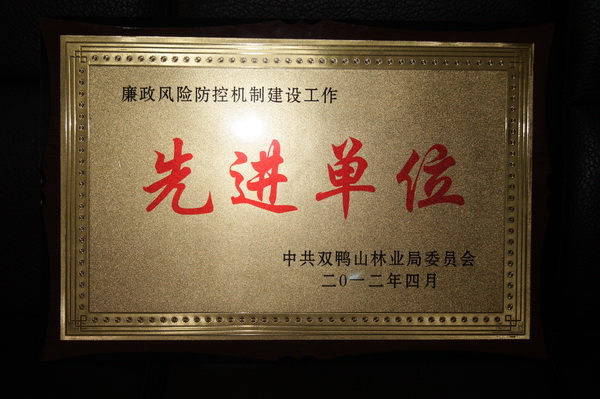 廉政风险防控机制建设工作
先进单位
中共双鸭山林业局委员会
二〇一二年四月